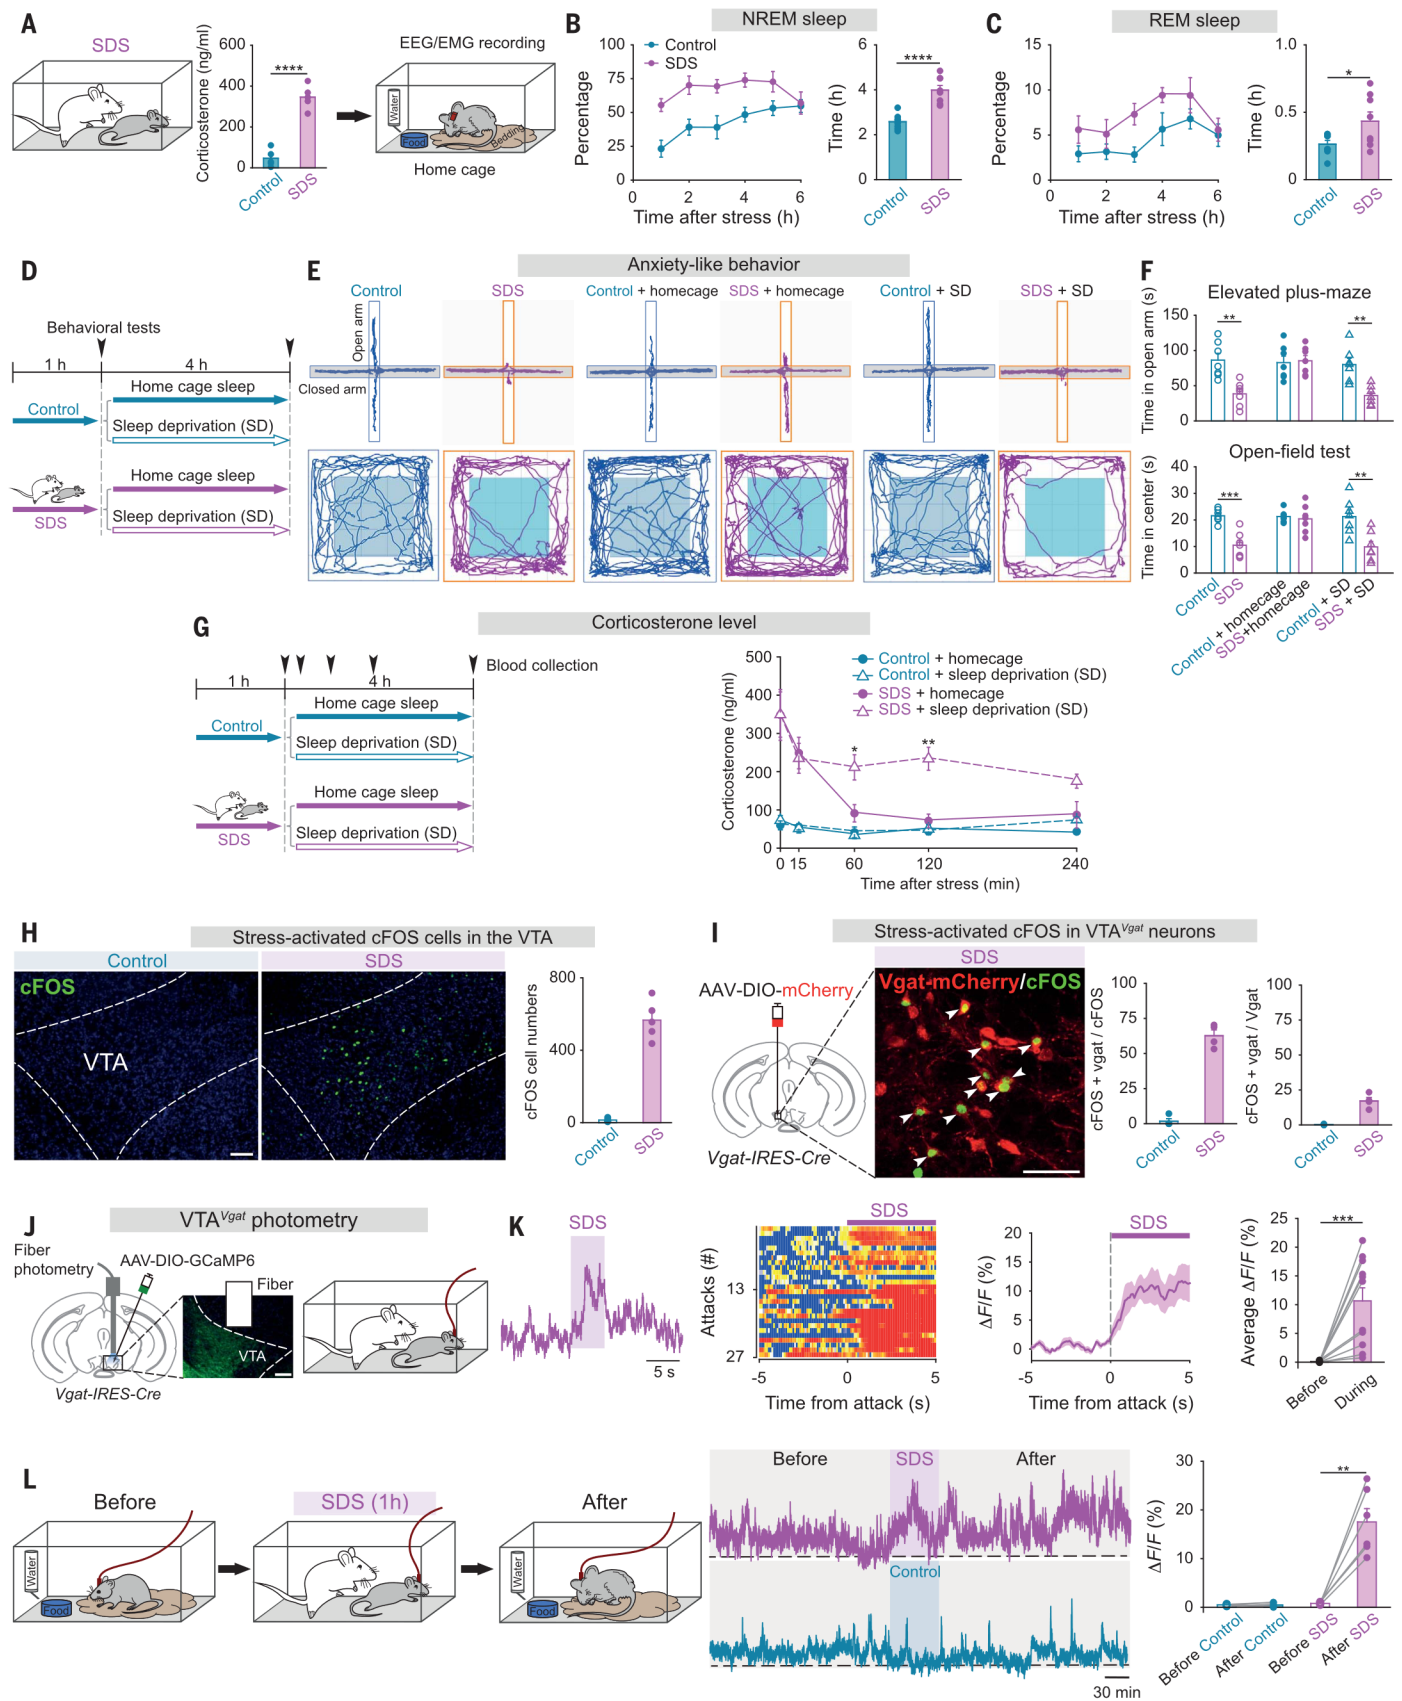 A
SDS
Corticosterone (ng/ml)
600
400
200
0
****
Control
SDS
EEG/EMG recording
Water
Food
Bedding
Home cage
B
NREM sleep
Percentage
100
75
50
25
0
Control
SDS
0 2 4 6
Time after stress (h)
Time (h)
6
4
2
0
****
Control
SDS
C
REM sleep
Percentage
15
10
5
0
0 2 4 6
Time after stress (h)
Time (h)
1.0
0.5
0
*
Control
SDS
D
Behavioral tests
1 h
4 h
Home cage sleep
Control
Sleep deprivation (SD)
Home cage sleep
SDS
Sleep deprivation (SD)
E
Anxiety-like behavior
Control
SDS
Control + homecage
SDS + homecage
Control + SD
SDS + SD
Open arm
Closed arm
F
Elevated plus-maze
Time in open arm (s)
150
100
50
0
**
**
Open-field test
Time in center (s)
40
30
20
10
0
***
**
Control
SDS
Control + homecage
SDS+homecage
Control + SD
SDS + SD
G
Corticosterone level
Blood collection
1 h
4 h
Home cage sleep
Control
Sleep deprivation (SD)
Home cage sleep
SDS
Sleep deprivation (SD)
Corticosterone (ng/ml)
500
400
300
200
100
0
Control + homecage
Control + sleep deprivation (SD)
SDS + homecage
SDS + sleep deprivation (SD)
*
**
0 15 60 120 240
Time after stress (min)
H
Stress-activated cFOS cells in the VTA
Control
SDS
cFOS
VTA
cFOS cell numbers
800
400
0
Control
SDS
I
Stress-activated cFOS in VTAVgat neurons
SDS
AAV-DIO-mCherry
Vgat-IRES-Cre
Vgat-mCherry/cFOS
cFOS + vgat / cFOS
100
75
50
25
0
Control
SDS
cFOS + vgat / Vgat
100
75
50
25
0
Control
SDS
J
VTAVgat photometry
Fiber
photometry
AAV-DIO-GCaMP6
Fiber
VTA
Vgat-IRES-Cre
K
SDS
5 s
SDS
Attacks (#)
13
27
-5 0 5
Time from attack (s)
SDS
ΔF/F (%)
20
15
10
5
0
-5 0 5
Time from attack (s)
Average ΔF/F (%)
25
20
15
10
5
0
***
Before
During
L
Before
SDS (1h)
After
Water
Food
Water
Food
Before
SDS
After
Control
30 min
ΔF/F (%)
30
20
10
0
**
Before Control
After Control
Before SDS
After SDS